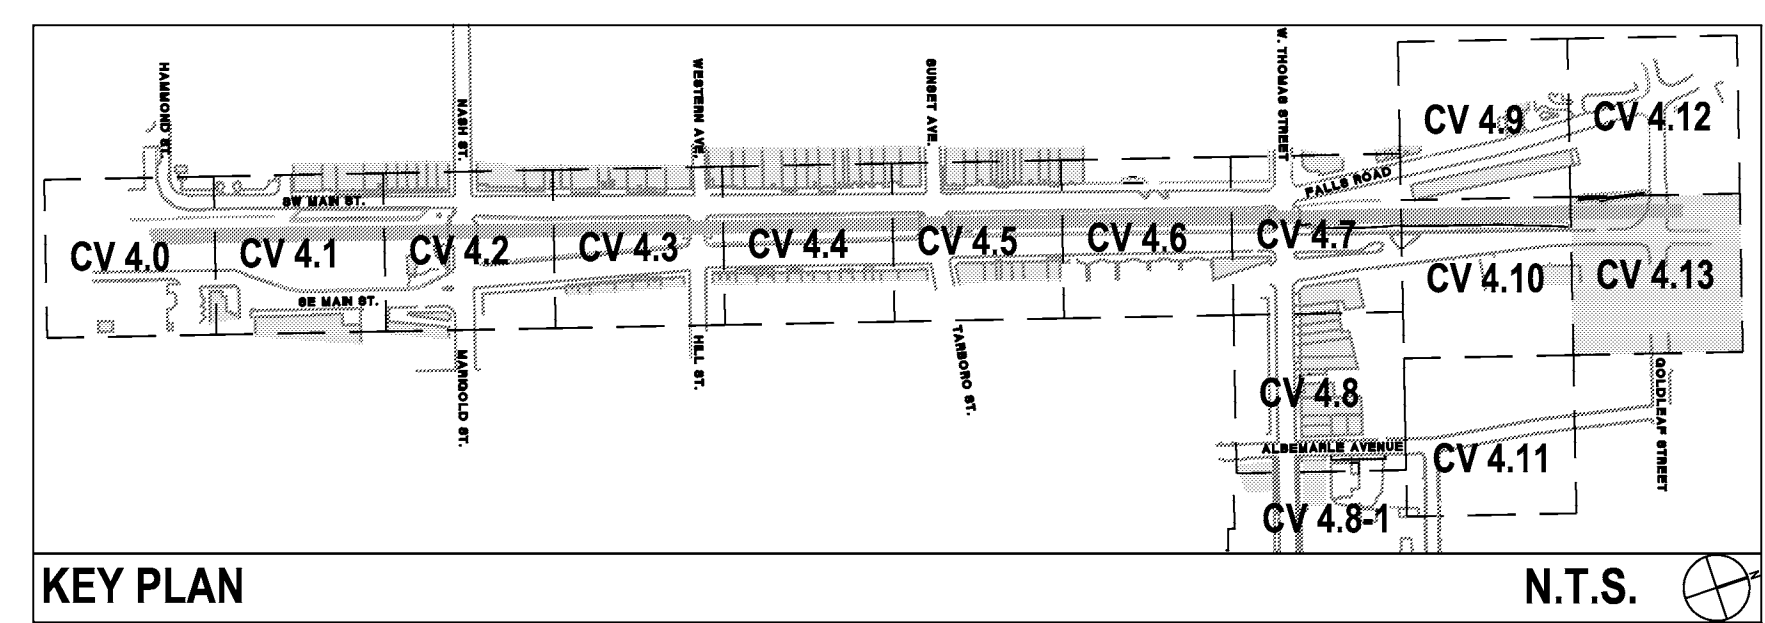 HAMMOND ST.
NASH ST.
WESTERN AVE.
SUNSET AVE.
W. THOMAS STREET
CV 4.9
CV 4.12
FALLS ROAD
SW MAIN ST.
CV 4.0
CV 4.1
CV 4.2
CV 4.3
CV 4.4
CV 4.5
CV 4.6
CV 4.7
CV 4.10
CV 4.13
SE MAIN ST.
MARIGOLD ST.
HILL ST.
TARBORO ST.
GOLDLEAF STREET
CV 4.8
ALBEMARLE AVENUE
CV 4.11
CV 4.8-1
KEY PLAN
N.T.S.
N